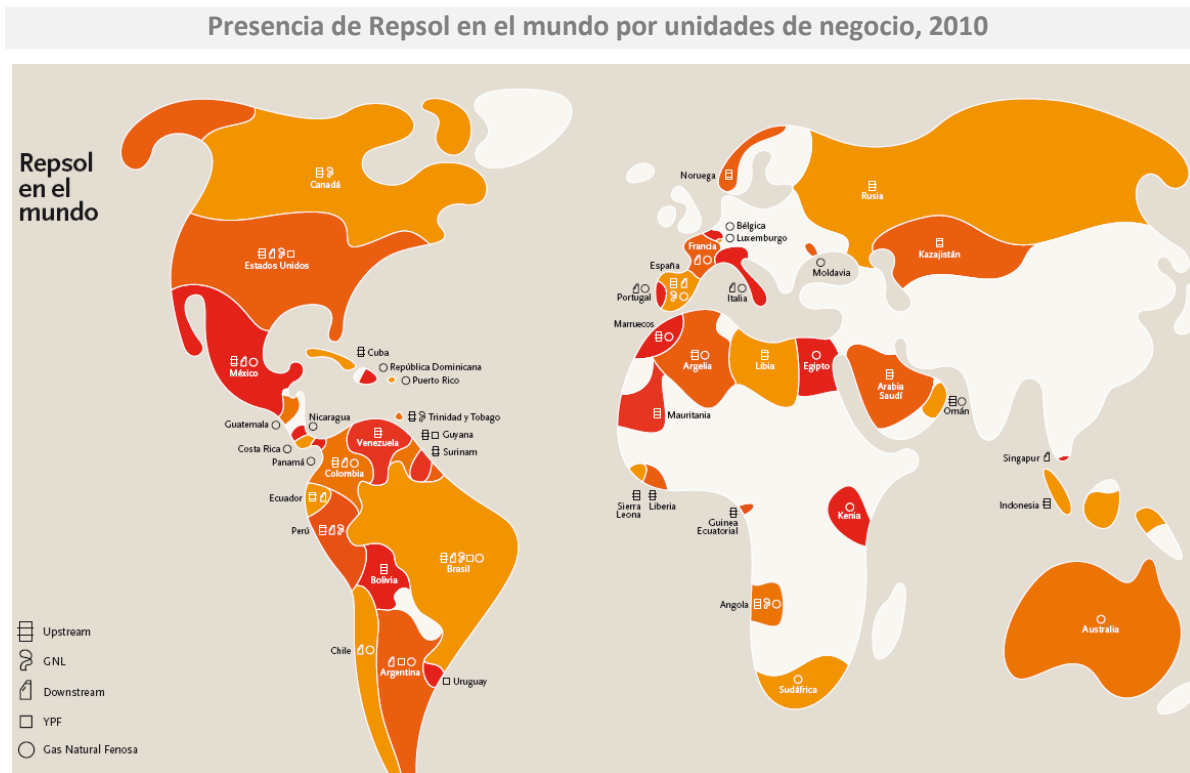 Presencia de Repsol en el mundo por unidades de negocio, 2010
Repsol
en el
mundo
Canadá
Estados Unidos
México
Cuba
República Dominicana
Puerto Rico
Guatemala
Nicaragua
Costa Rica
Panamá
Trinidad y Tobago
Guyana
Surinam
Venezuela
Colombia
Ecuador
Perú
Brasil
Bolivia
Chile
Argentina
Uruguay
Noruega
Rusia
Bélgica
Luxemburgo
Francia
Kazajistán
Moldavia
España
Portugal
Italia
Marruecos
Argelia
Libia
Egipto
Arabia
Saudí
Omán
Mauritania
Sierra
Leona
Liberia
Guinea
Ecuatorial
Kenia
Singapur
Indonesia
Angola
Australia
Sudáfrica
Upstream
GNL
Downstream
YPF
Gas Natural Fenosa